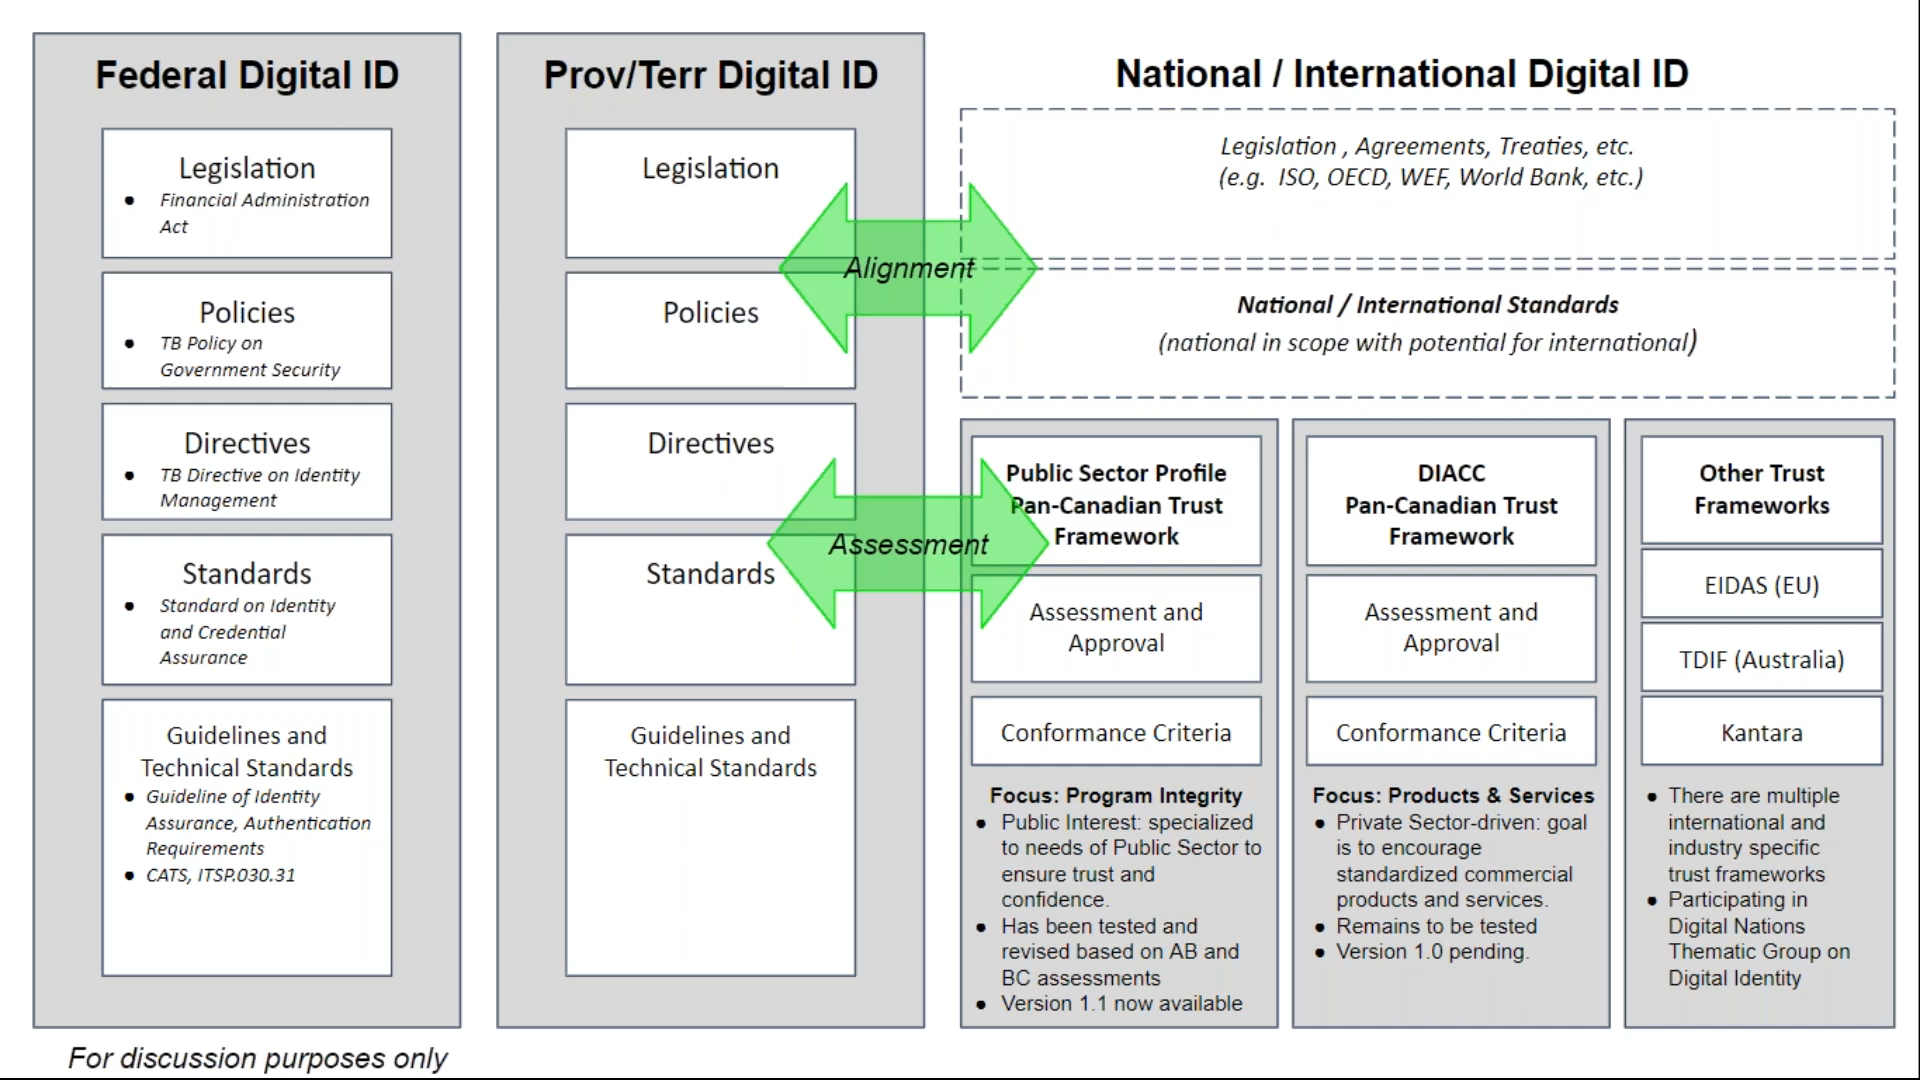 Federal Digital ID
Legislation
● Financial Administration
Act
Policies
● TB Policy on
Government Security
Directives
● TB Directive on Identity
Management
Standards
● Standard on Identity
and Credential
Assurance
Guidelines and
Technical Standards
● Guideline of Identity
Assurance, Authentication
Requirements
● CATS, ITSP.030.31
Prov/Terr Digital ID
Legislation
Policies
Directives
Standards
Guidelines and
Technical Standards
Alignment
Assessment
National / International Digital ID
Legislation , Agreements, Treaties, etc.
(e.g. ISO, OECD, WEF, World Bank, etc.)
National / International Standards
(national in scope with potential for international)
Public Sector Profile
Pan-Canadian Trust
Framework
Assessment and
Approval
Conformance Criteria
Focus: Program Integrity
● Public Interest: specialized
to needs of Public Sector to
ensure trust and
confidence.
● Has been tested and
revised based on AB and
BC assessments
● Version 1.1 now available
DIACC
Pan-Canadian Trust
Framework
Assessment and
Approval
Conformance Criteria
Focus: Products & Services
● Private Sector-driven: goal
is to encourage
standardized commercial
products and services.
● Remains to be tested
● Version 1.0 pending.
Other Trust
Frameworks
EIDAS (EU)
TDIF (Australia)
Kantara
● There are multiple
international and
industry specific
trust frameworks
● Participating in
Digital Nations
Thematic Group on
Digital Identity
For discussion purposes only